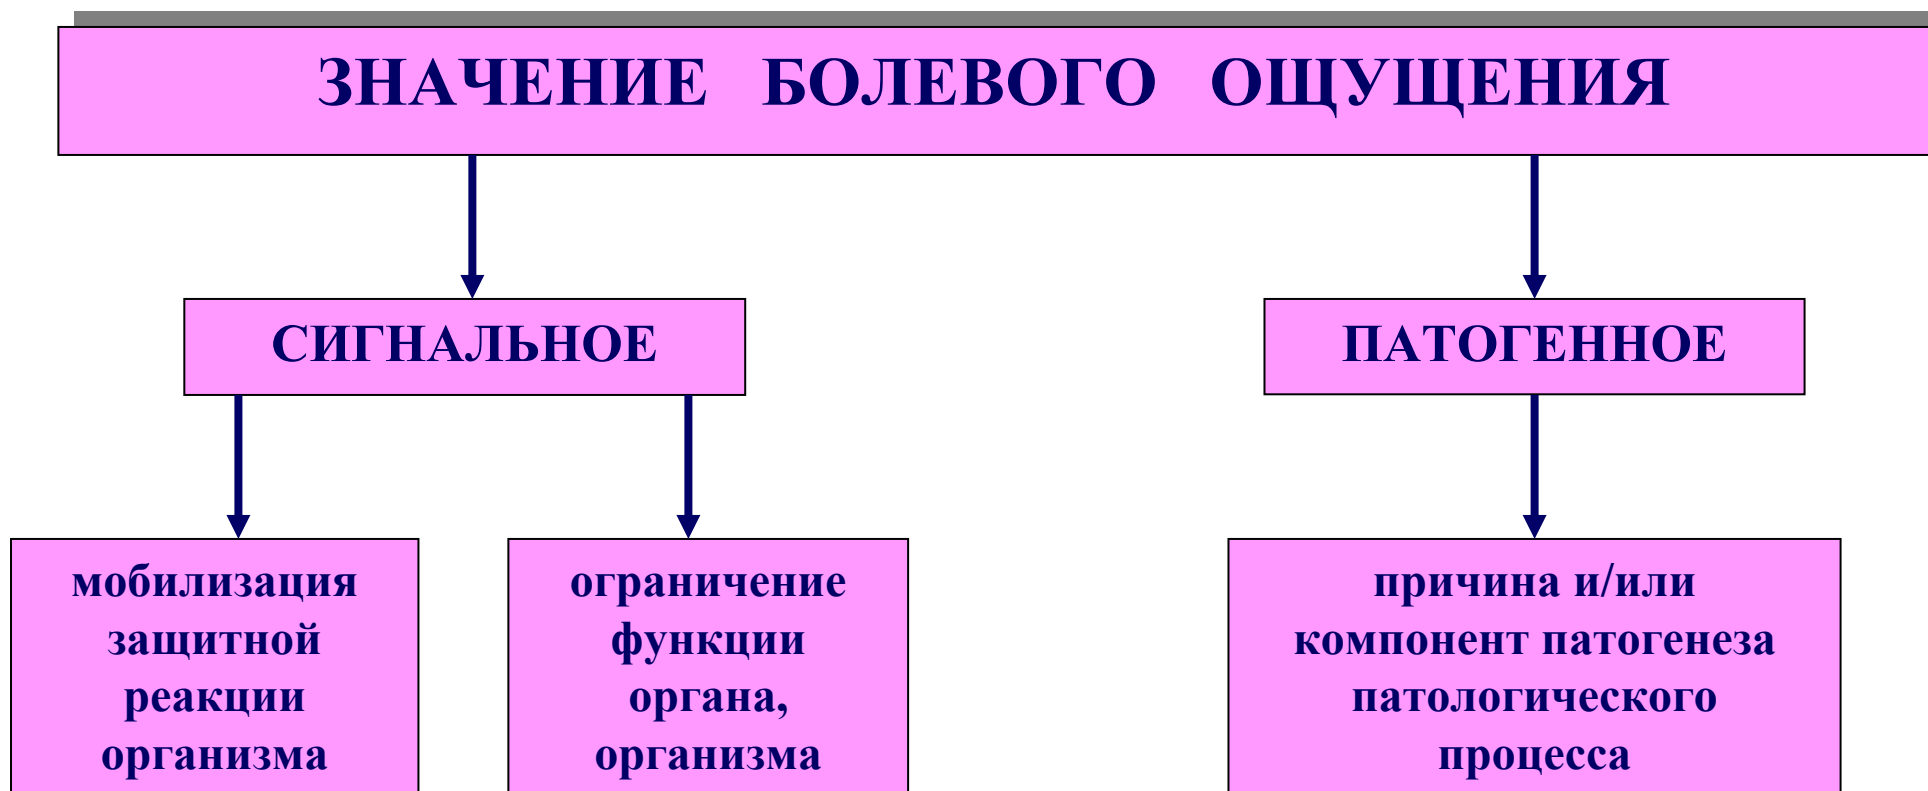 ЗНАЧЕНИЕ БОЛЕВОГО ОЩУЩЕНИЯ
СИГНАЛЬНОЕ
ПАТОГЕННОЕ
мобилизация
защитной
реакции
организма
ограничение
функции
органа,
организма
причина и/или
компонент патогенеза
патологического
процесса